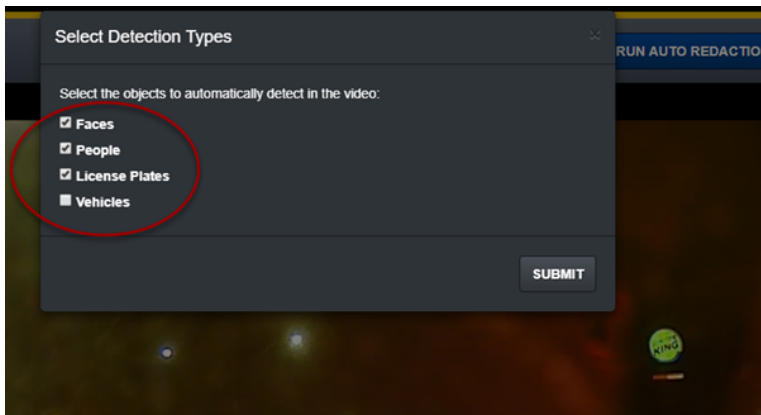 Select Detection Types
×
RUN AUTO REDACTIO
Select the objects to automatically detect in the video:
Faces
People
License Plates
Vehicles
SUBMIT
KING